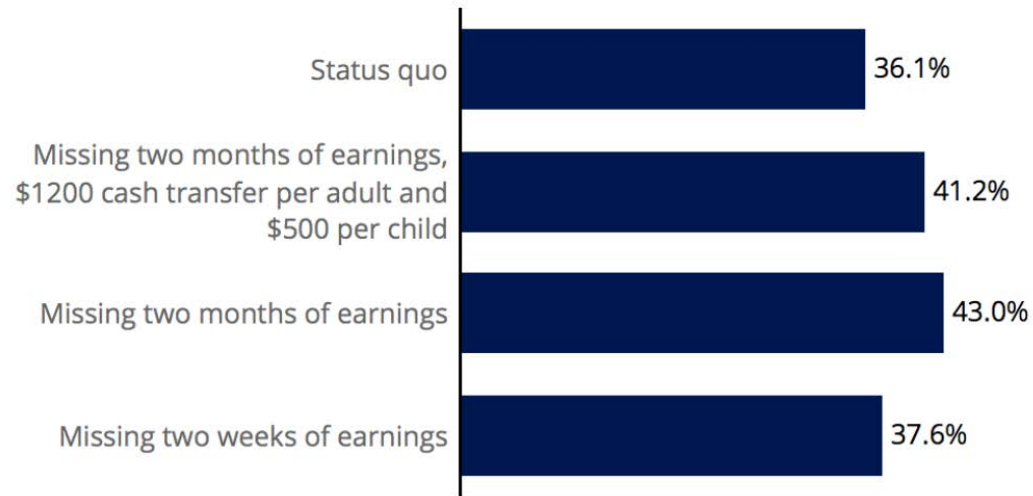 Status quo
36.1%
Missing two months of earnings,
$1200 cash transfer per adult and
$500 per child
41.2%
Missing two months of earnings
43.0%
Missing two weeks of earnings
37.6%